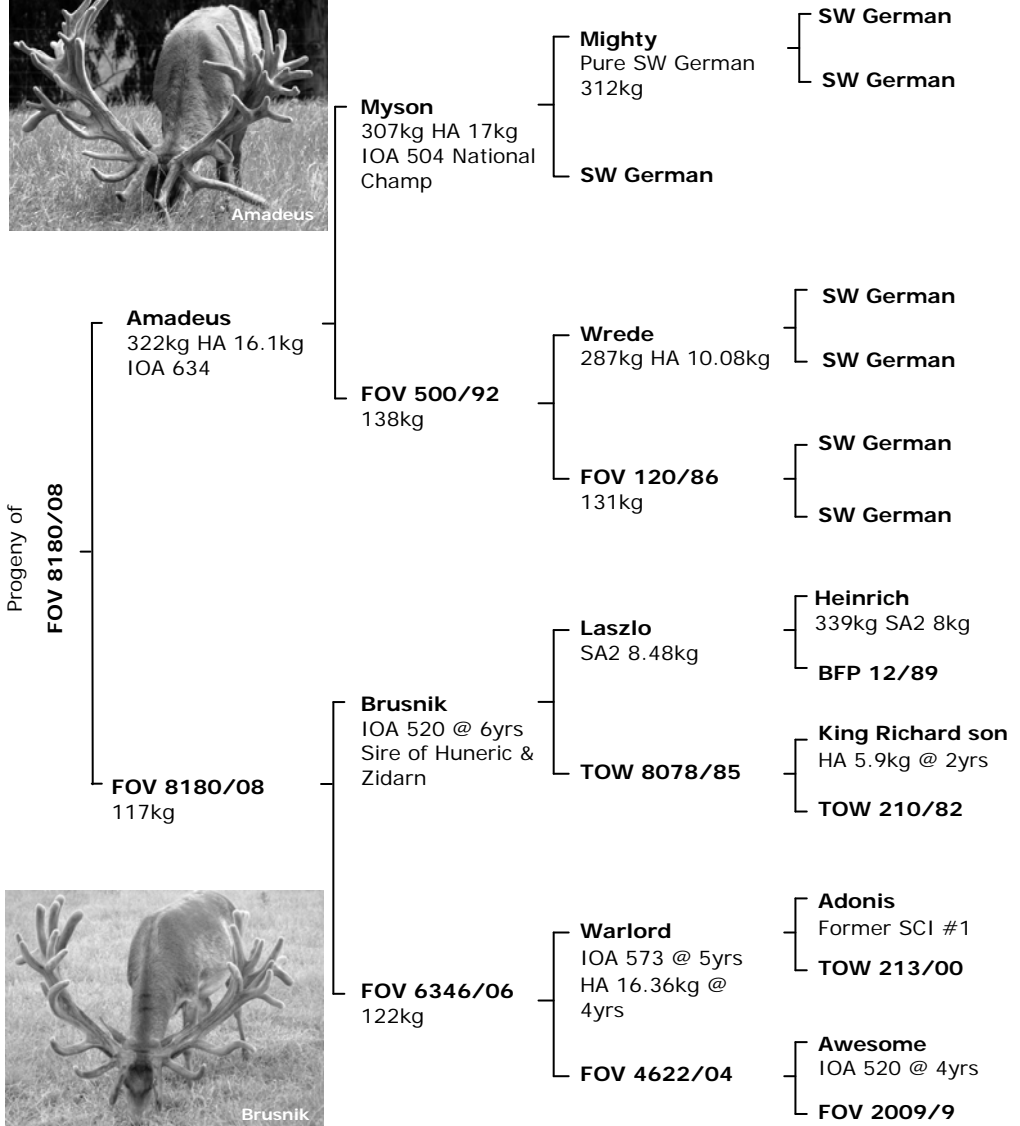 Amadeus
Progeny of
FOV 8180/08
Amadeus
322kg HA 16.1kg
IOA 634
FOV 8180/08
117kg
Myson
307kg HA 17kg
IOA 504 National
Champ
FOV 500/92
138kg
Brusnik
IOA 520 @ 6yrs
Sire of Huneric &
Zidarn
FOV 6346/06
122kg
Mighty
Pure SW German
312kg
SW German
Wrede
287kg HA 10.08kg
FOV 120/86
131kg
Laszlo
SA2 8.48kg
TOW 8078/85
Warlord
IOA 573 @ 5yrs
HA 16.36kg @
4yrs
FOV 4622/04
SW German
SW German
SW German
SW German
SW German
SW German
Heinrich
339kg SA2 8kg
BFP 12/89
King Richard son
HA 5.9kg @ 2yrs
TOW 210/82
Adonis
Former SCI #1
TOW 213/00
Awesome
IOA 520 @ 4yrs
FOV 2009/9
Brusnik